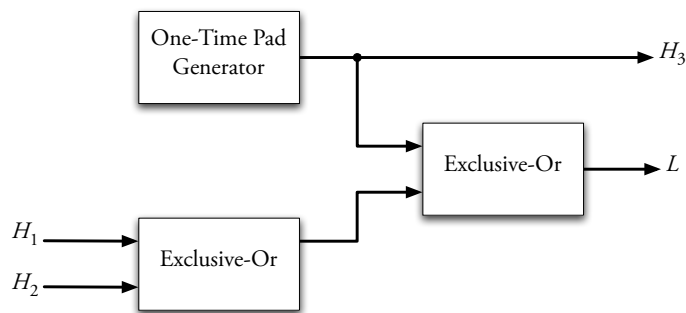 One-Time Pad
Generator
H₃
Exclusive-Or
L
H₁
Exclusive-Or
H₂